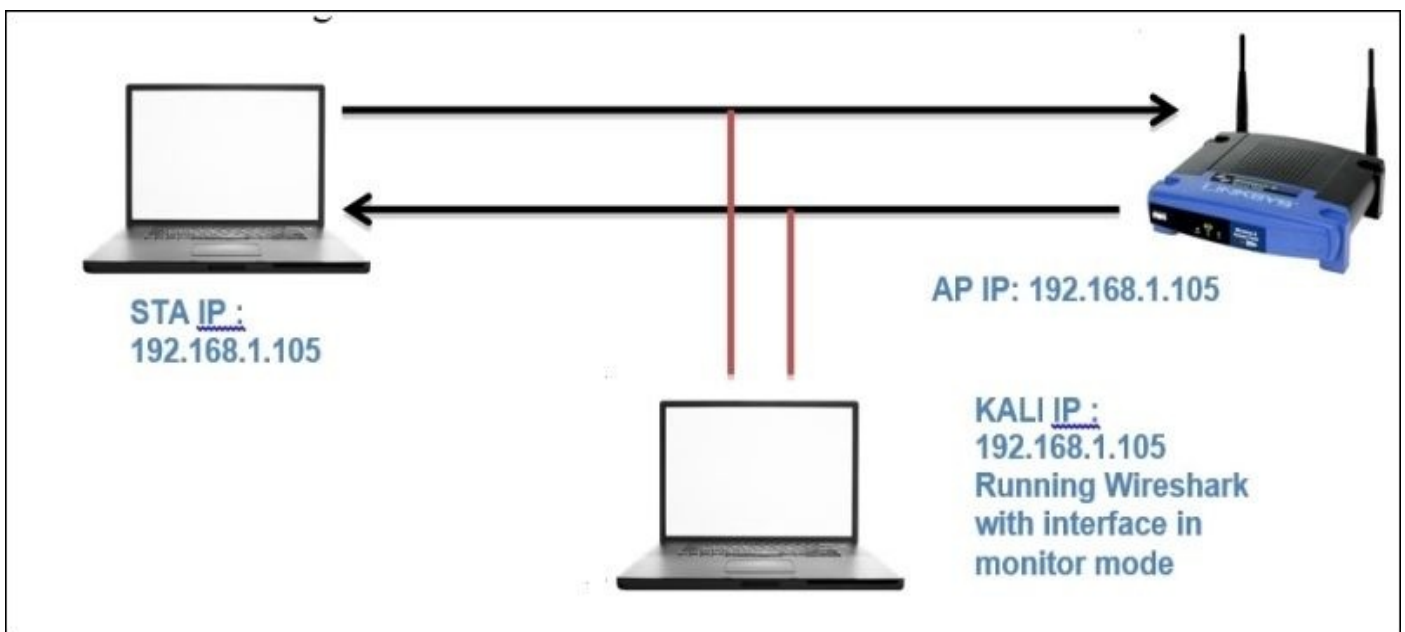 LINKSYS
AP IP: 192.168.1.105
STA IP :
192.168.1.105
KALI IP :
192.168.1.105
Running Wireshark
with interface in
monitor mode